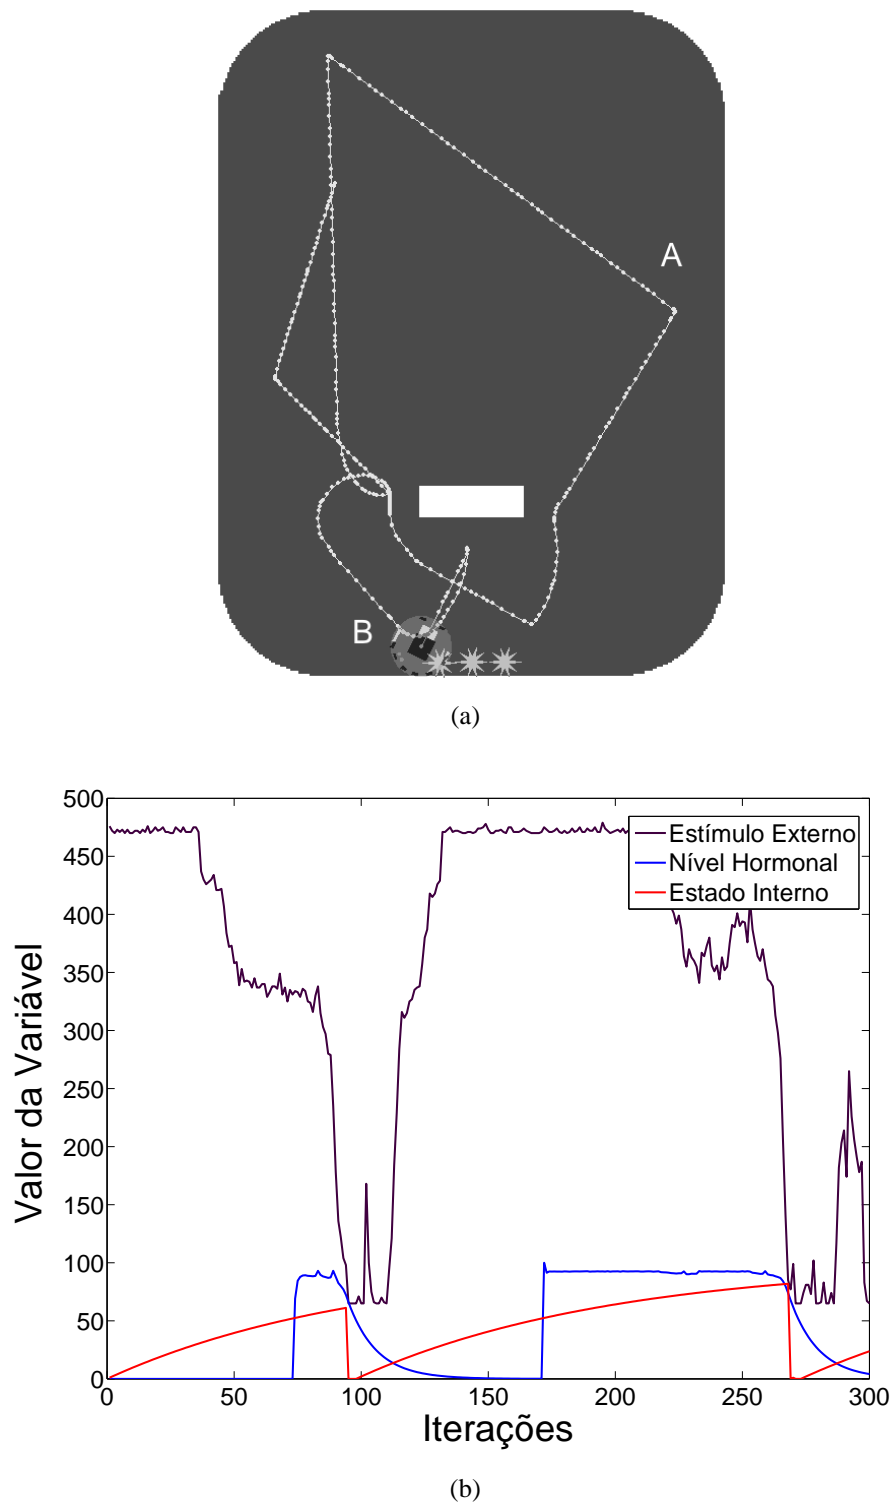 A
B
(a)
500
450
400
350
300
250
200
150
100
50
0
Valor da Variável
Estímulo Externo
Nível Hormonal
Estado Interno
0 50 100 150 200 250 300
Iterações
(b)